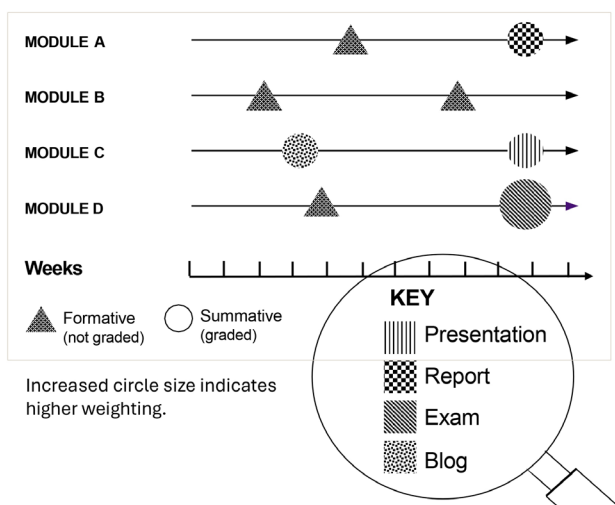 MODULE A
MODULE B
MODULE C
MODULE D
Weeks
Formative
(not graded)
Summative
(graded)
Increased circle size indicates
higher weighting.
KEY
Presentation
Report
Exam
Blog